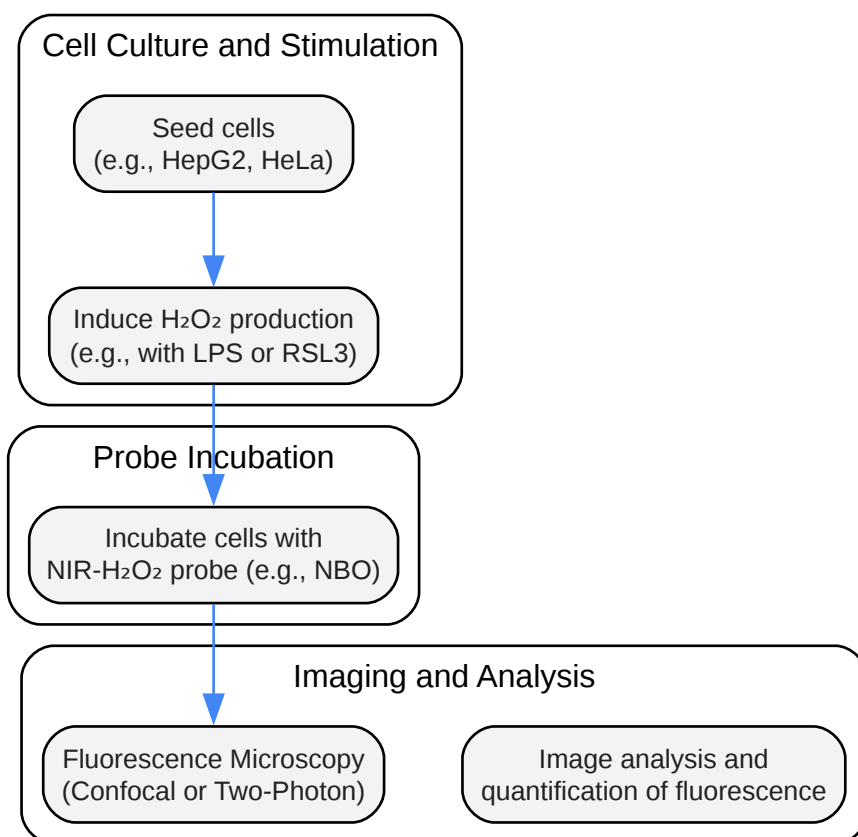 Cell Culture and Stimulation
Seed cells
(e.g., HepG2, HeLa)
Induce H₂O₂ production
(e.g., with LPS or RSL3)
Probe Incubation
Incubate cells with
NIR-H₂O₂ probe (e.g., NBO)
Imaging and Analysis
Fluorescence Microscopy
(Confocal or Two-Photon)
Image analysis and
quantification of fluorescence